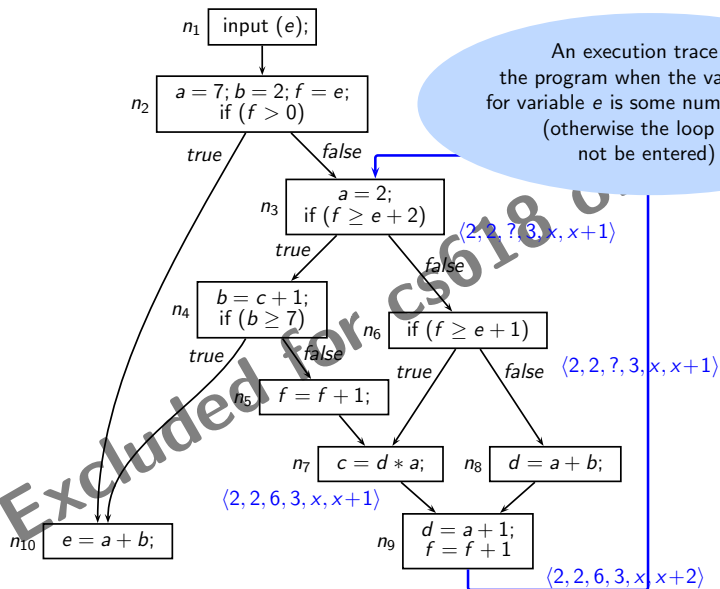 n1 input (e);
n2 a = 7; b = 2; f = e;
if (f > 0)
true
false
An execution trace
the program when the
for variable e is some
(otherwise the loop
not be entered)
n3 a = 2;
if (f ≥ e + 2)
⟨2, 2, ?, 3, x, x+1⟩
true
false
n4 b = c + 1;
if (b ≥ 7)
n6 if (f ≥ e + 1)
true
false
true
false
⟨2, 2, ?, 3, x, x+1⟩
n5 f = f + 1;
n7 c = d ∗ a;
n8 d = a + b;
⟨2, 2, 6, 3, x, x+1⟩
n10 e = a + b;
n9 d = a + 1;
f = f + 1
⟨2, 2, 6, 3, x, x+2⟩
Excluded for cs618